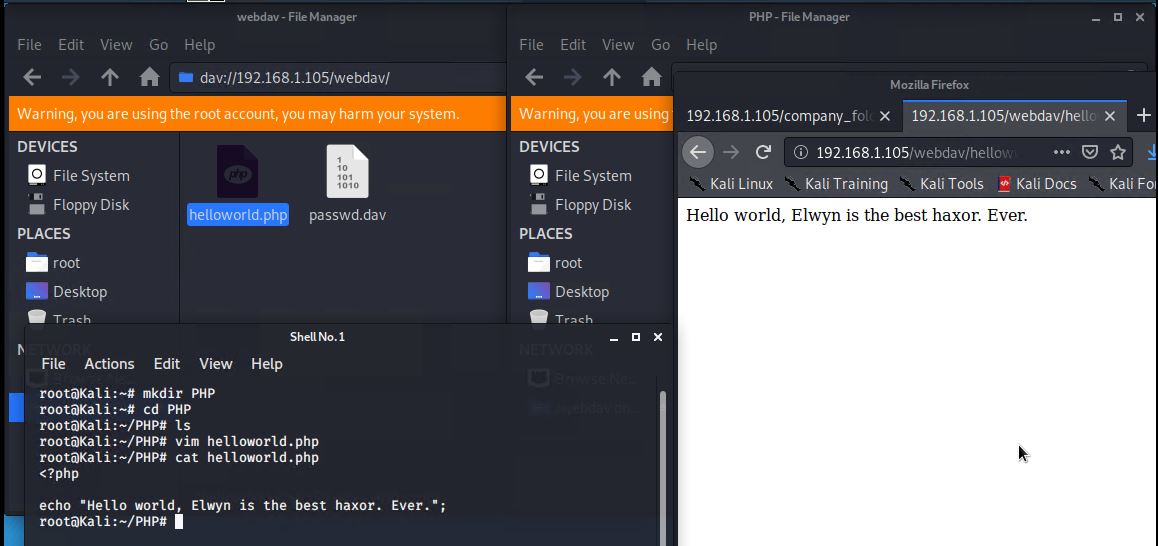 webdav - File Manager
File Edit View Go Help
dav://192.168.1.105/webdav/
Warning, you are using the root account, you may harm your system.
DEVICES
File System
Floppy Disk
PLACES
root
Desktop
Trash
helloworld.php
passwd.dav
PHP - File Manager
File Edit View Go Help
Warning, you are using
DEVICES
File System
Floppy Disk
PLACES
root
Desktop
Trash
NETWORK
Browse Ne...
Mozilla Firefox
192.168.1.105/company_fol
192.168.1.105/webdav/hello
192.168.1.105/webdav/hellow
Kali Linux Kali Training Kali Tools Kali Docs Kali For
Hello world, Elwyn is the best haxor. Ever.
Shell No.1
File Actions Edit View Help
root@Kali:~# mkdir PHP
root@Kali:~# cd PHP
root@Kali:~/PHP# ls
root@Kali:~/PHP# vim helloworld.php
root@Kali:~/PHP# cat helloworld.php
<?php
echo "Hello world, Elwyn is the best haxor. Ever.";
root@Kali:~/PHP#